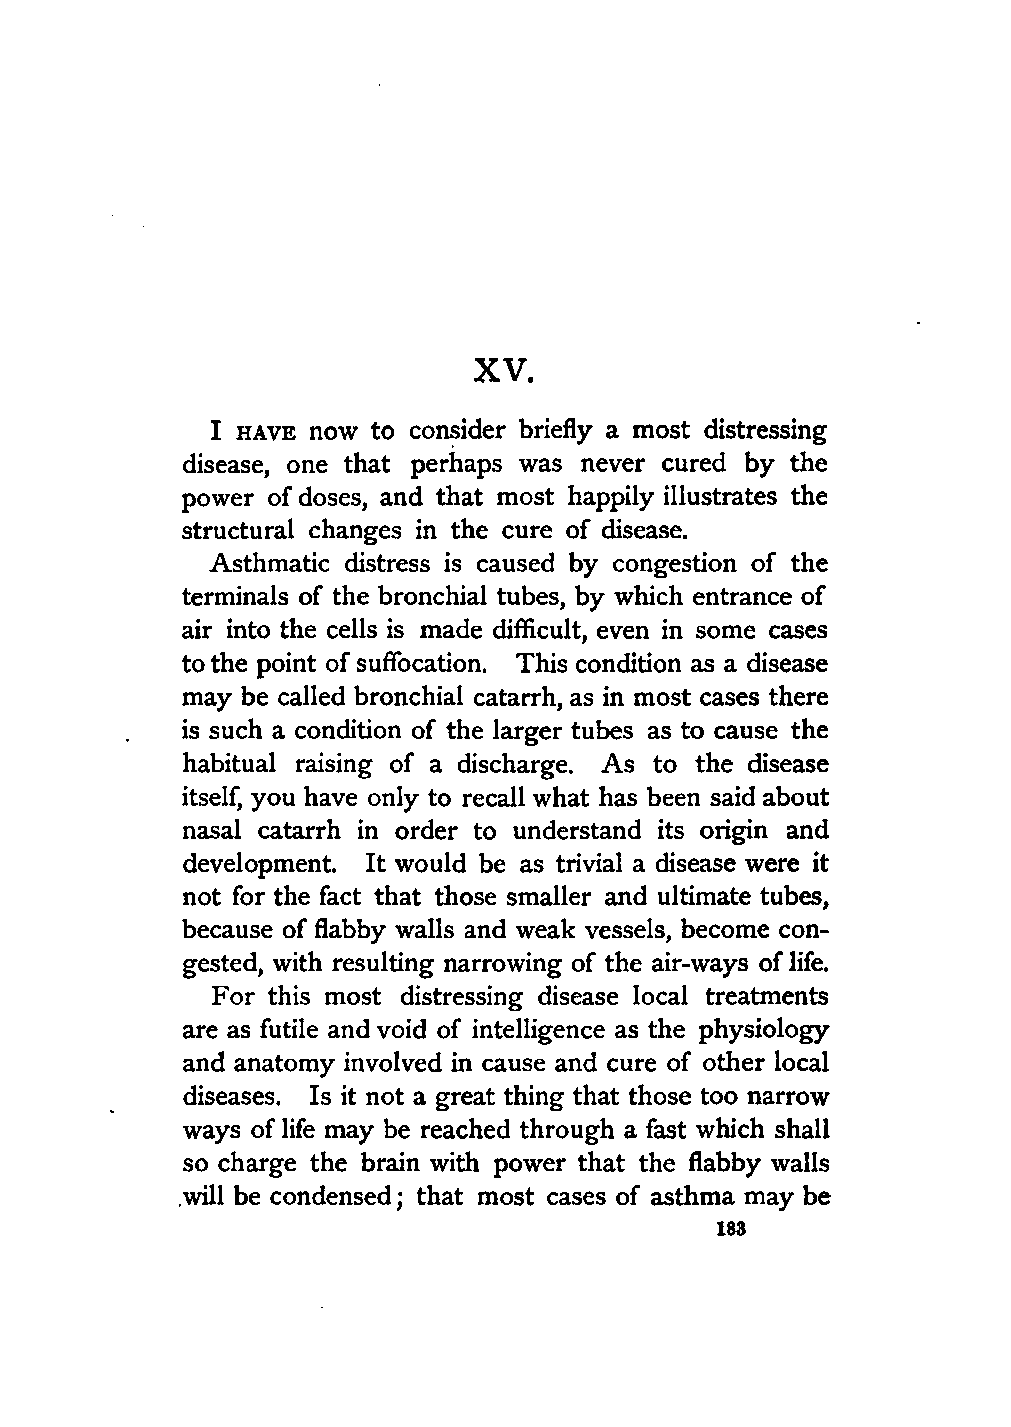 XV.
I HAVE now to consider briefly a most distressing
disease, one that perhaps was never cured by the
power of doses, and that most happily illustrates the
structural changes in the cure of disease.
Asthmatic distress is caused by congestion of the
terminals of the bronchial tubes, by which entrance of
air into the cells is made difficult, even in some cases
to the point of suffocation. This condition as a disease
may be called bronchial catarrh, as in most cases there
is such a condition of the larger tubes as to cause the
habitual raising of a discharge. As to the disease
itself, you have only to recall what has been said about
nasal catarrh in order to understand its origin and
development. It would be as trivial a disease were it
not for the fact that those smaller and ultimate tubes,
because of flabby walls and weak vessels, become con-
gested, with resulting narrowing of the air-ways of life.
For this most distressing disease local treatments
are as futile and void of intelligence as the physiology
and anatomy involved in cause and cure of other local
diseases. Is it not a great thing that those too narrow
ways of life may be reached through a fast which shall
so charge the brain with power that the flabby walls
will be condensed; that most cases of asthma may be
183